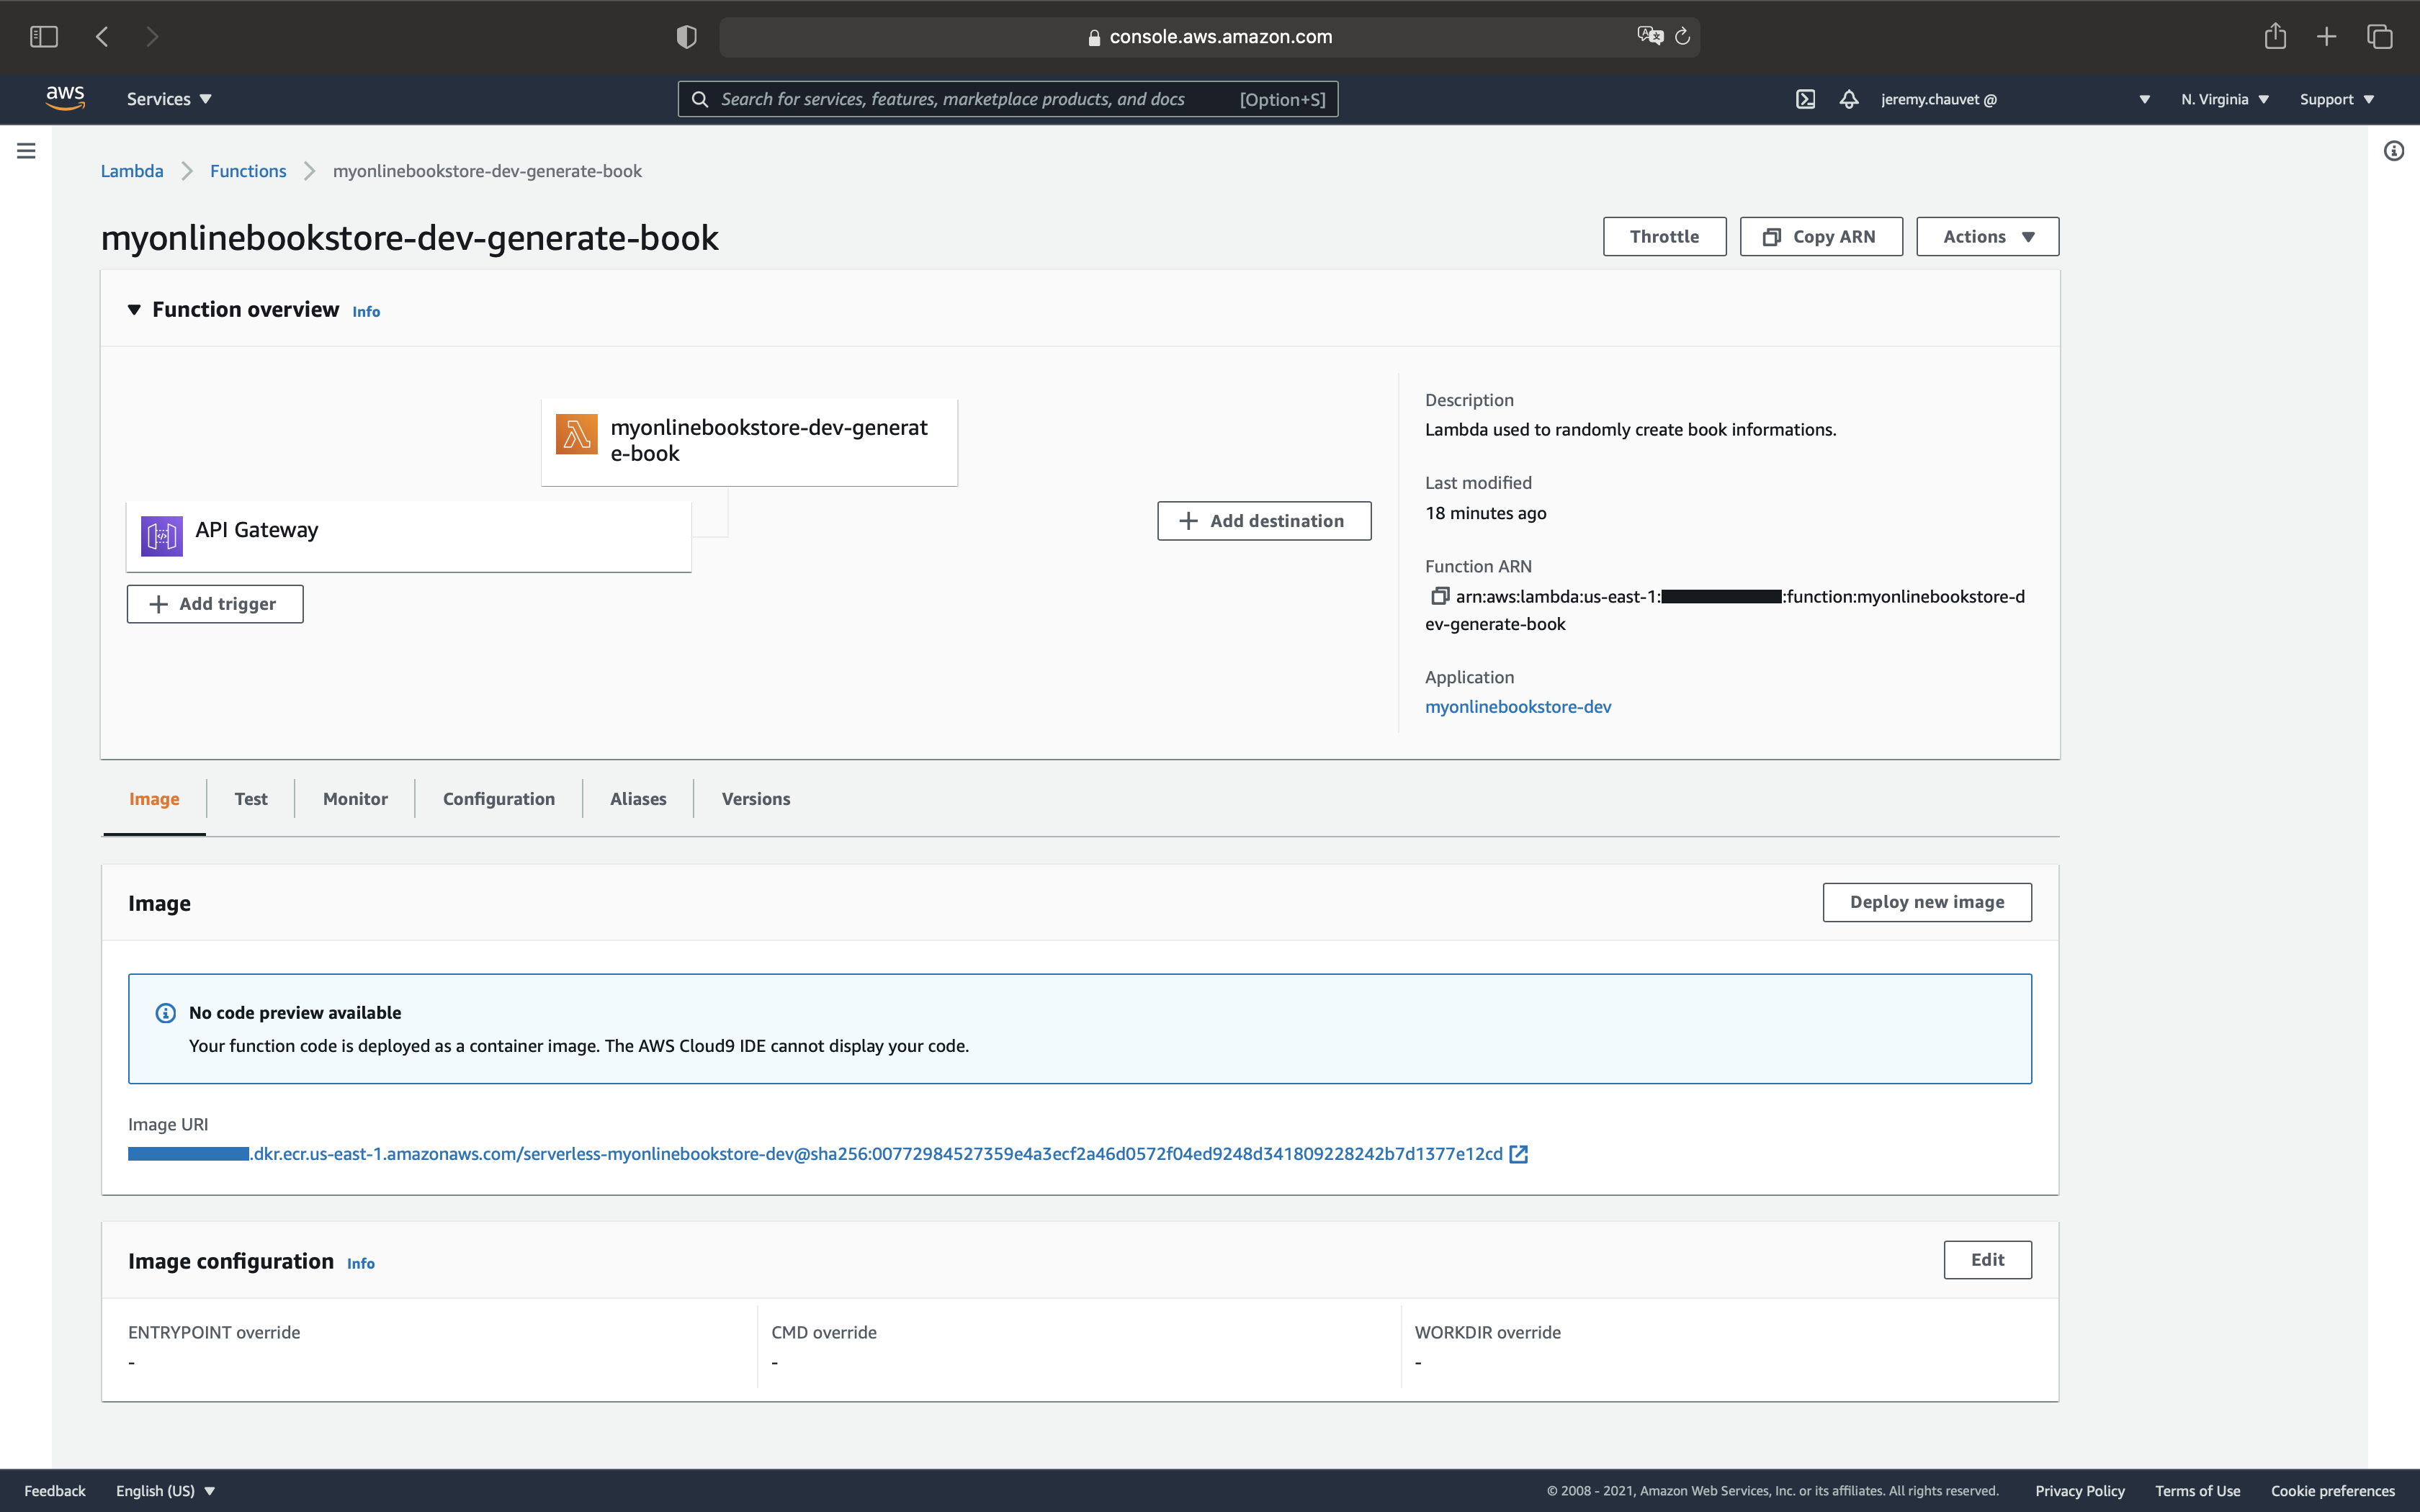 console.aws.amazon.com
aws
Services
Search for services, features, marketplace products, and docs
[Option+S]
jeremy.chauvet @
N. Virginia
Support
Lambda
Functions
myonlinebookstore-dev-generate-book
myonlinebookstore-dev-generate-book
Throttle
Copy ARN
Actions
Function overview
Info
myonlinebookstore-dev-generat
e-book
API Gateway
Add trigger
Add destination
Description
Lambda used to randomly create book informations.
Last modified
18 minutes ago
Function ARN
arn:aws:lambda:us-east-1: :function:myonlinebookstore-d
ev-generate-book
Application
myonlinebookstore-dev
Image
Test
Monitor
Configuration
Aliases
Versions
Image
Deploy new image
No code preview available
Your function code is deployed as a container image. The AWS Cloud9 IDE cannot display your code.
Image URI
.dkr.ecr.us-east-1.amazonaws.com/serverless-myonlinebookstore-dev@sha256:00772984527359e4a3ecf2a46d0572f04ed9248d341809228242b7d1377e12cd
Image configuration
Info
Edit
ENTRYPOINT override
-
CMD override
-
WORKDIR override
-
Feedback
English (US)
© 2008 - 2021, Amazon Web Services, Inc. or its affiliates. All rights reserved.
Privacy Policy
Terms of Use
Cookie preferences